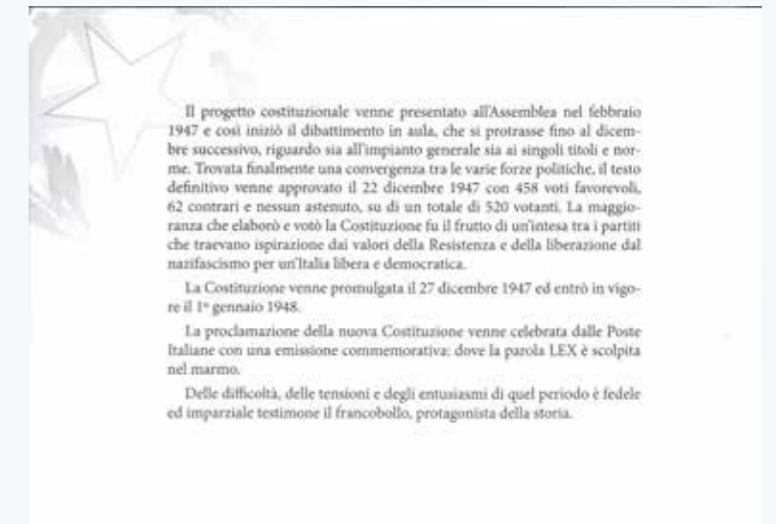 Il progetto costituzionale venne presentato all'Assemblea nel febbraio
1947 e così iniziò il dibattimento in aula, che si protrasse fino al dicem-
bre successivo, riguardo sia all'impianto generale sia ai singoli titoli e nor-
me. Trovata finalmente una convergenza tra le varie forze politiche, il testo
definitivo venne approvato il 22 dicembre 1947 con 458 voti favorevoli,
62 contrari e nessun astenuto, su di un totale di 520 votanti. La maggio-
ranza che elaborò e votò la Costituzione fu il frutto di un'intesa tra i partiti
che traevano ispirazione dai valori della Resistenza e della liberazione dal
nazifascismo per un'Italia libera e democratica.
La Costituzione venne promulgata il 27 dicembre 1947 ed entrò in vigo-
re il 1º gennaio 1948.
La proclamazione della nuova Costituzione venne celebrata dalle Poste
Italiane con una emissione commemorativa: dove la parola LEX è scolpita
nel marmo.
Delle difficoltà, delle tensioni e degli entusiasmi di quel periodo è fedele
ed imparziale testimone il francobollo, protagonista della storia.